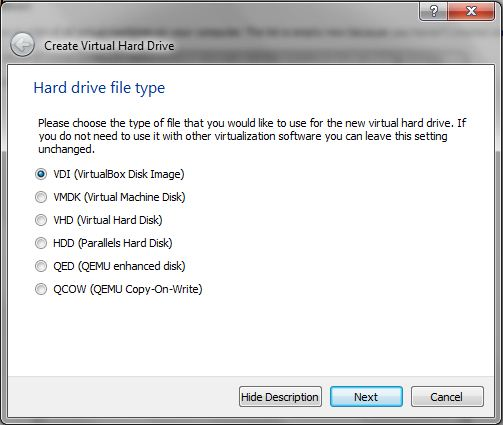 ?
Create Virtual Hard Drive
Hard drive file type
Please choose the type of file that you would like to use for the new virtual hard drive. If
you do not need to use it with other virtualization software you can leave this setting
unchanged.
VDI (VirtualBox Disk Image)
VMDK (Virtual Machine Disk)
VHD (Virtual Hard Disk)
HDD (Parallels Hard Disk)
QED (QEMU enhanced disk)
QCOW (QEMU Copy-On-Write)
Hide Description Next Cancel